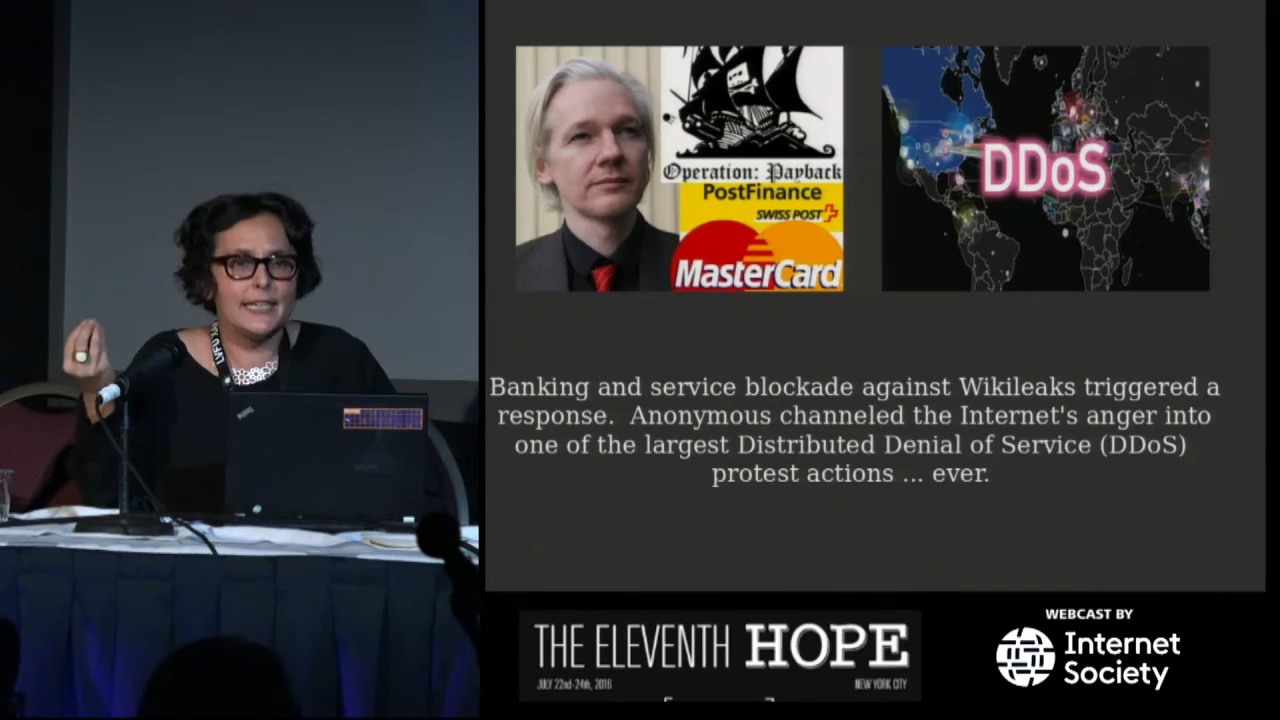 Operation: Payback
PostFinance
SWISS POST
MasterCard
DDoS
Banking and service blockade against Wikileaks triggered a
response.  Anonymous channeled the Internet's anger into
one of the largest Distributed Denial of Service (DDoS)
protest actions ... ever.
THE ELEVENTH HOPE
JULY 22nd-24th, 2016
NEW YORK CITY
WEBCAST BY
Internet
Society